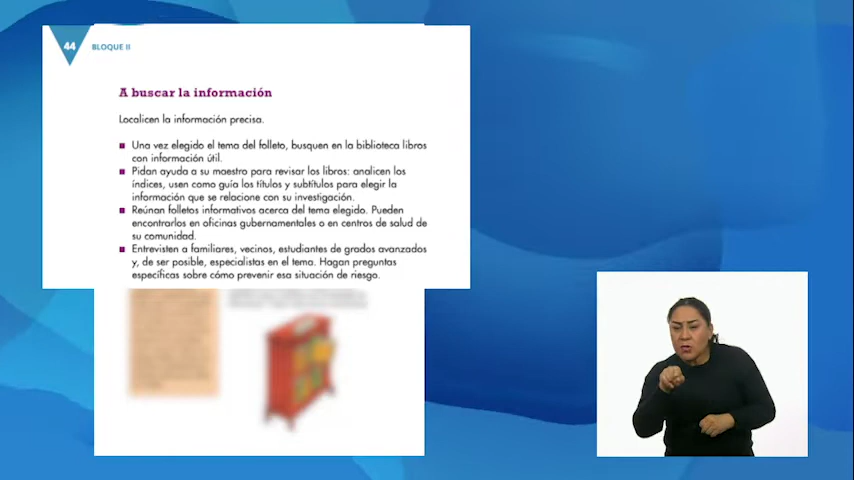 44 BLOQUE II
A buscar la información
Localicen la información precisa.
Una vez elegido el tema del folleto, busquen en la biblioteca libros
con información útil.
Pidan ayuda a su maestro para revisar los libros: analicen los
índices, usen como guía los títulos y subtítulos para elegir la
información que se relacione con su investigación.
Reúnan folletos informativos acerca del tema elegido. Pueden
encontrarlos en oficinas gubernamentales o en centros de salud de
su comunidad.
Entrevisten a familiares, vecinos, estudiantes de grados avanzados
y, de ser posible, especialistas en el tema. Hagan preguntas
específicas sobre cómo prevenir esa situación de riesgo.